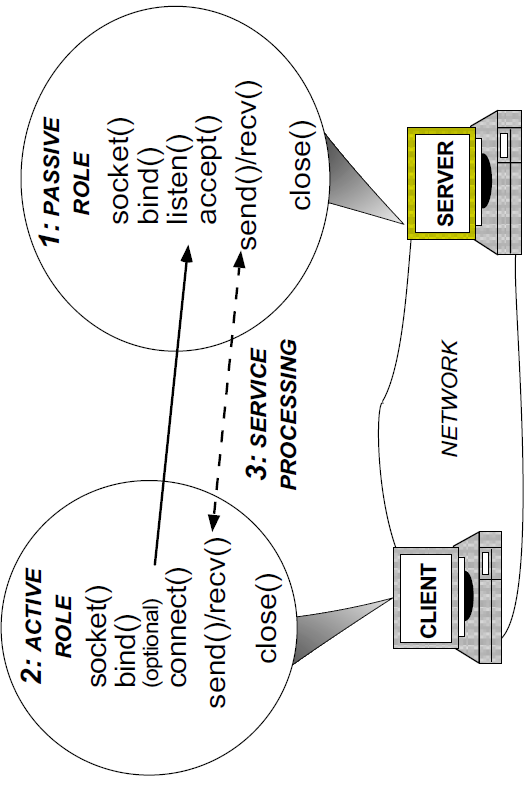 2: ACTIVE
ROLE
socket()
bind()
(optional)
connect()
send()/recv()
close()
1: PASSIVE
ROLE
socket()
bind()
listen()
accept()
send()/recv()
close()
3: SERVICE
PROCESSING
NETWORK
CLIENT
SERVER